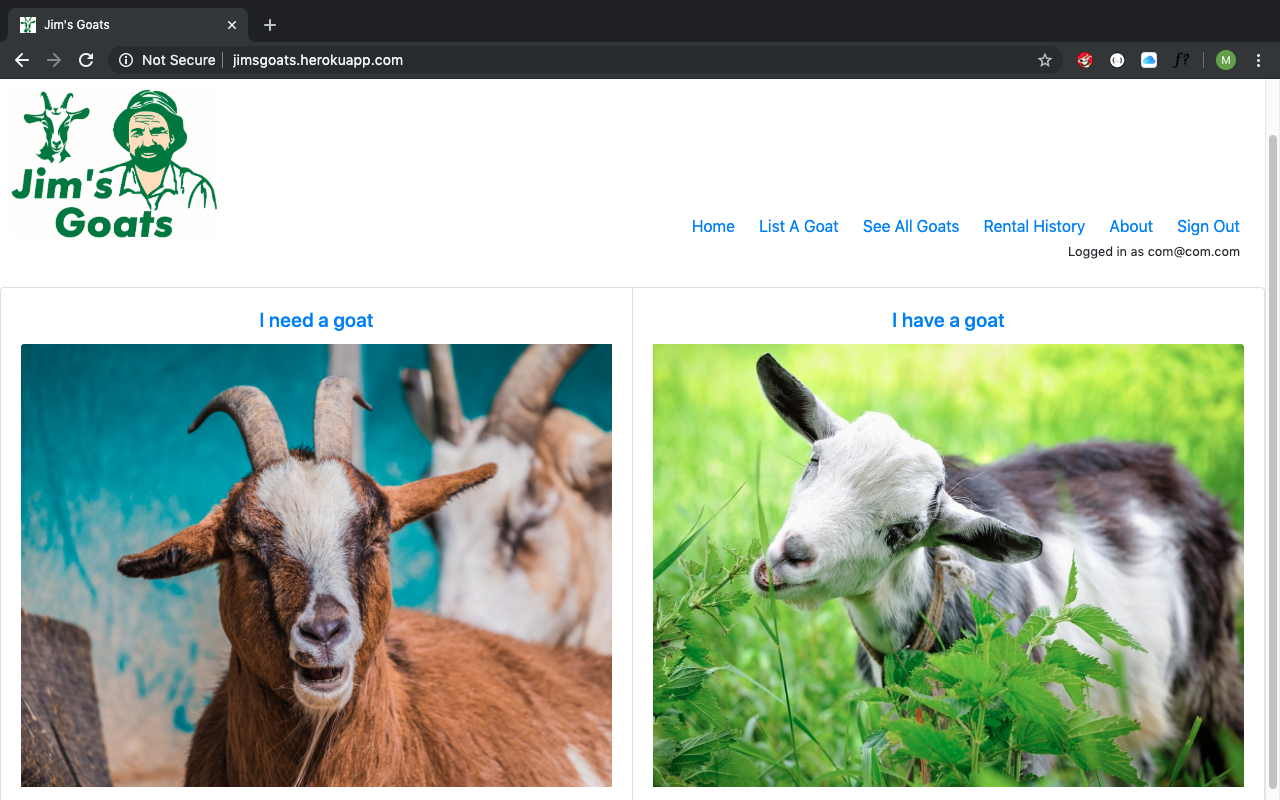 Jim's Goats
Not Secure jimsgoats.herokuapp.com
M
Jim's
Goats
Home List A Goat See All Goats Rental History About Sign Out
Logged in as com@com.com
I need a goat I have a goat